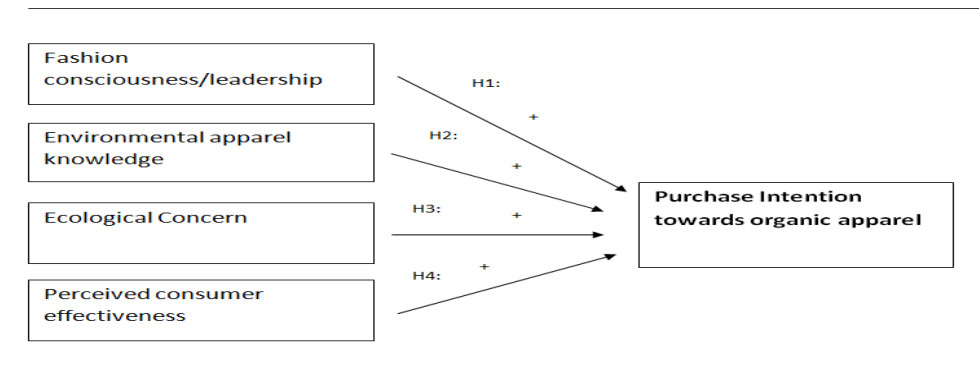 Fashion
consciousness/leadership
H1:
+
Environmental apparel
knowledge
H2:
+
Ecological Concern
H3:
+
Perceived consumer
effectiveness
H4:
+
Purchase Intention
towards organic apparel